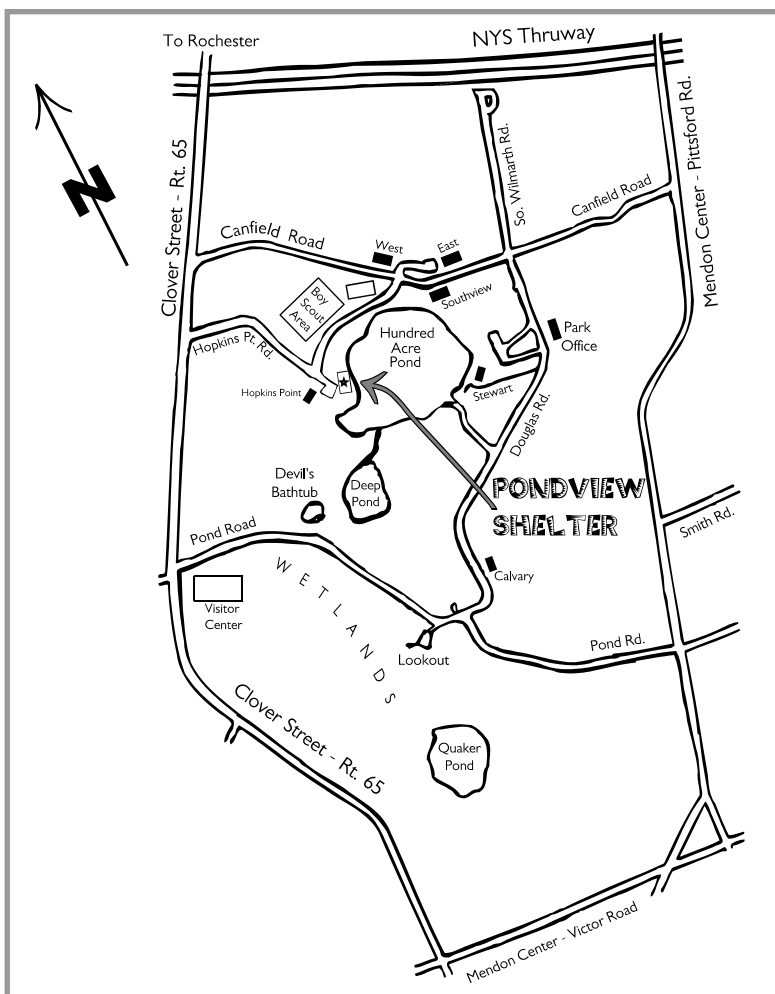 To Rochester
NYS Thruway
N
Clover Street - Rt. 65
So. Wilmarth Rd.
Mendon Center - Pittsford Rd.
Canfield Road
Canfield Road
West
East
Southview
Boy
Scout
Area
Hopkins Pt. Rd.
Hundred
Acre
Pond
Park
Office
Hopkins Point
Stewart
Douglas Rd.
Devil's
Bathtub
Deep
Pond
PONDVIEW
SHELTER
Smith Rd.
Pond Road
WETLANDS
Calvary
Visitor
Center
Lookout
Pond Rd.
Clover Street - Rt. 65
Quaker
Pond
Mendon Center - Victor Road